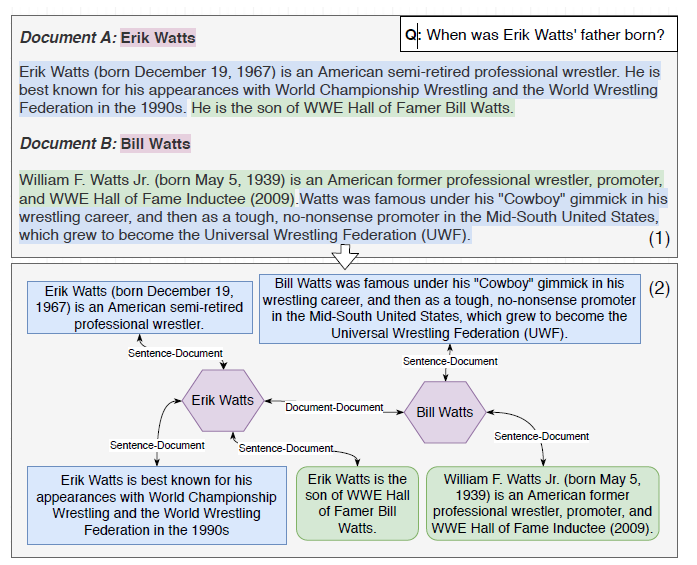 Document A: Erik Watts
Q: When was Erik Watts' father born?
Erik Watts (born December 19, 1967) is an American semi-retired professional wrestler. He is
best known for his appearances with World Championship Wrestling and the World Wrestling
Federation in the 1990s. He is the son of WWE Hall of Famer Bill Watts.
Document B: Bill Watts
William F. Watts Jr. (born May 5, 1939) is an American former professional wrestler, promoter,
and WWE Hall of Fame Inductee (2009).Watts was famous under his "Cowboy" gimmick in his
wrestling career, and then as a tough, no-nonsense promoter in the Mid-South United States,
which grew to become the Universal Wrestling Federation (UWF).
(1)
Erik Watts (born December 19,
1967) is an American semi-retired
professional wrestler.
Bill Watts was famous under his "Cowboy" gimmick in his
wrestling career, and then as a tough, no-nonsense promoter
in the Mid-South United States, which grew to become the
Universal Wrestling Federation (UWF).
(2)
Sentence-Document
Sentence-Document
Erik Watts
Document-Document
Bill Watts
Sentence-Document
Sentence-Document
Sentence-Document
Erik Watts is best known for his
appearances with World Championship
Wrestling and the World Wrestling
Federation in the 1990s
Erik Watts is the
son of WWE Hall
of Famer Bill
Watts.
William F. Watts Jr. (born May 5,
1939) is an American former
professional wrestler, promoter, and
WWE Hall of Fame Inductee (2009).